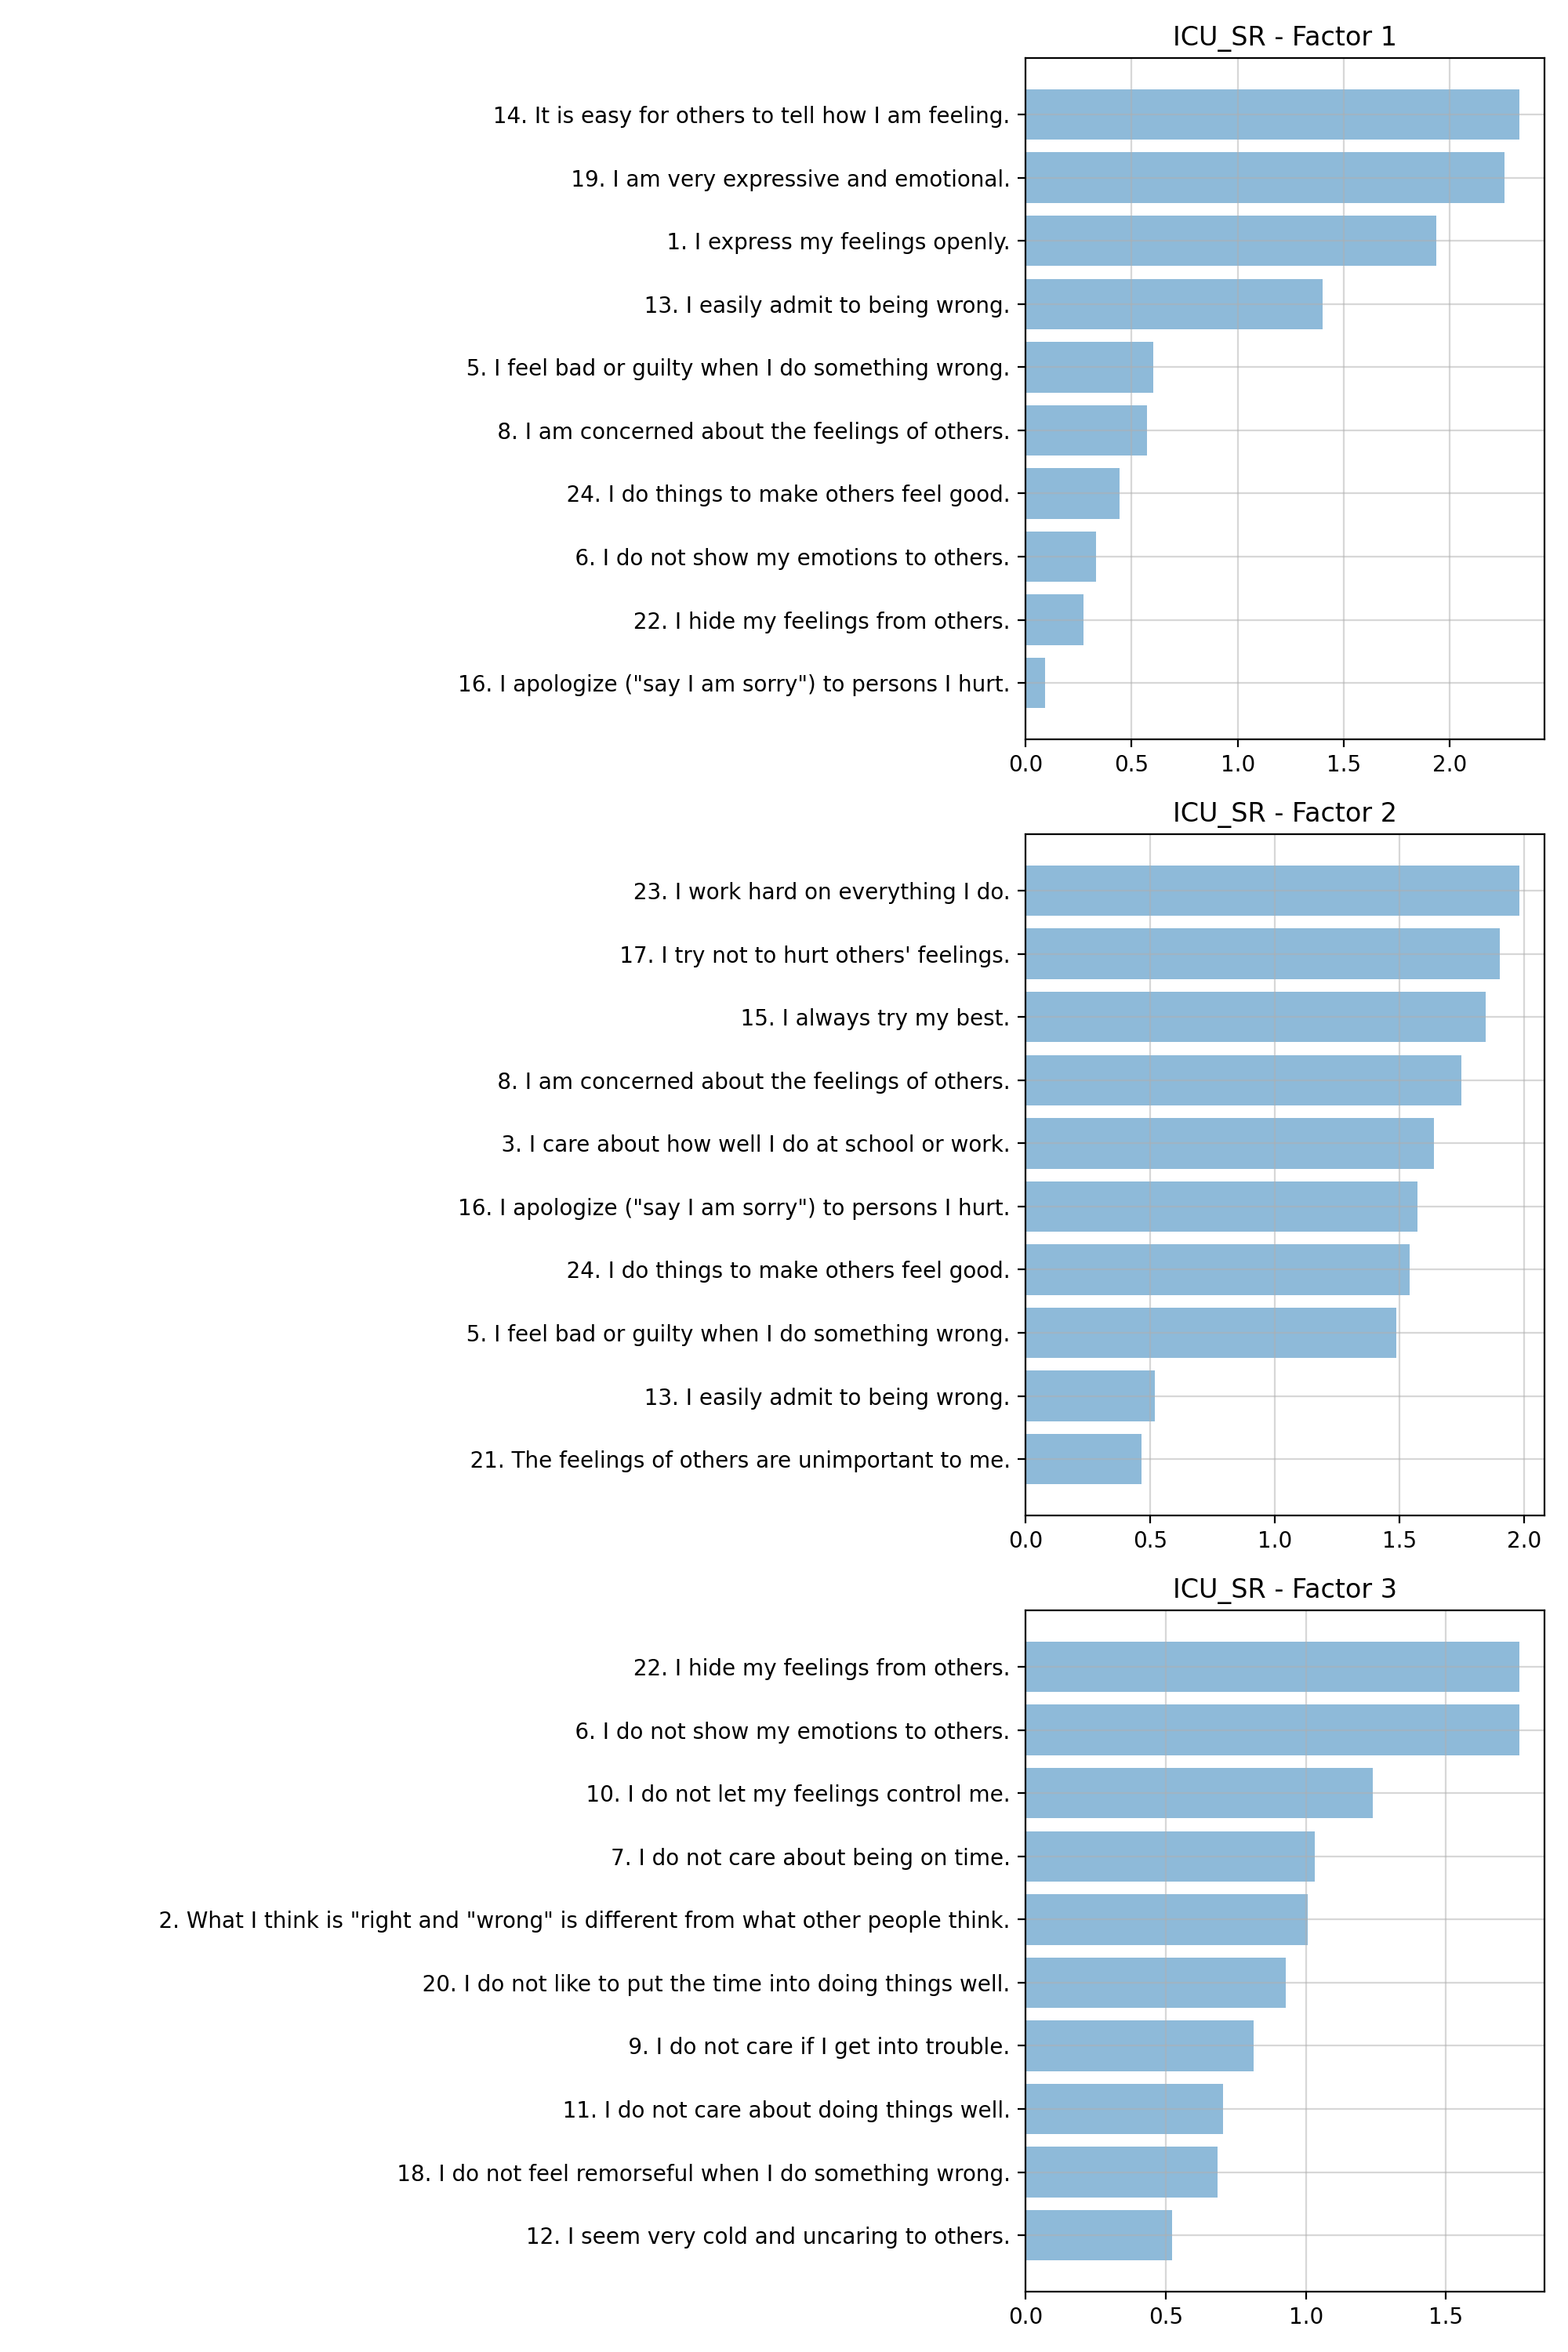 ICU_SR - Factor 1
14. It is easy for others to tell how I am feeling.
19. I am very expressive and emotional.
1. I express my feelings openly.
13. I easily admit to being wrong.
5. I feel bad or guilty when I do something wrong.
8. I am concerned about the feelings of others.
24. I do things to make others feel good.
6. I do not show my emotions to others.
22. I hide my feelings from others.
16. I apologize ("say I am sorry") to persons I hurt.
0.0 0.5 1.0 1.5 2.0
ICU_SR - Factor 2
23. I work hard on everything I do.
17. I try not to hurt others' feelings.
15. I always try my best.
8. I am concerned about the feelings of others.
3. I care about how well I do at school or work.
16. I apologize ("say I am sorry") to persons I hurt.
24. I do things to make others feel good.
5. I feel bad or guilty when I do something wrong.
13. I easily admit to being wrong.
21. The feelings of others are unimportant to me.
0.0 0.5 1.0 1.5 2.0
ICU_SR - Factor 3
22. I hide my feelings from others.
6. I do not show my emotions to others.
10. I do not let my feelings control me.
7. I do not care about being on time.
2. What I think is "right and "wrong" is different from what other people think.
20. I do not like to put the time into doing things well.
9. I do not care if I get into trouble.
11. I do not care about doing things well.
18. I do not feel remorseful when I do something wrong.
12. I seem very cold and uncaring to others.
0.0 0.5 1.0 1.5